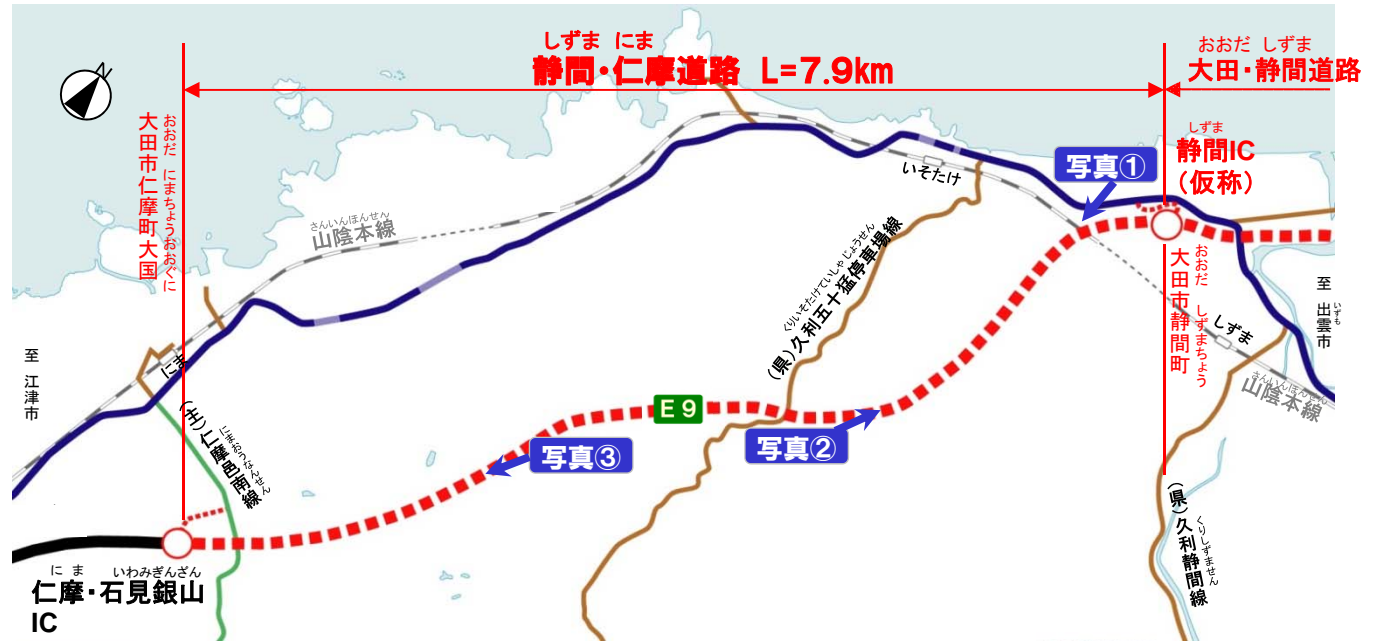 しずま にま
静間・仁摩道路 L=7.9km
おおだ しずま
大田・静間道路
おおだ にまちょうおおぐに
大田市仁摩町大国
しずま
静間IC
(仮称)
写真①
いそたけ
さんいんほんせん
山陰本線
くりいそたけていしゃじょうせん
(県)久利五十猛停車場線
おおだ しずまちょう
大田市静間町
至 出雲市
いずも
しずま
さんいんほんせん
山陰本線
至 江津市
にま
にまおうなんせん
(主)仁摩邑南線
E9
写真②
写真③
くりしずません
(県)久利静間線
にま いわみぎんざん
仁摩・石見銀山
IC